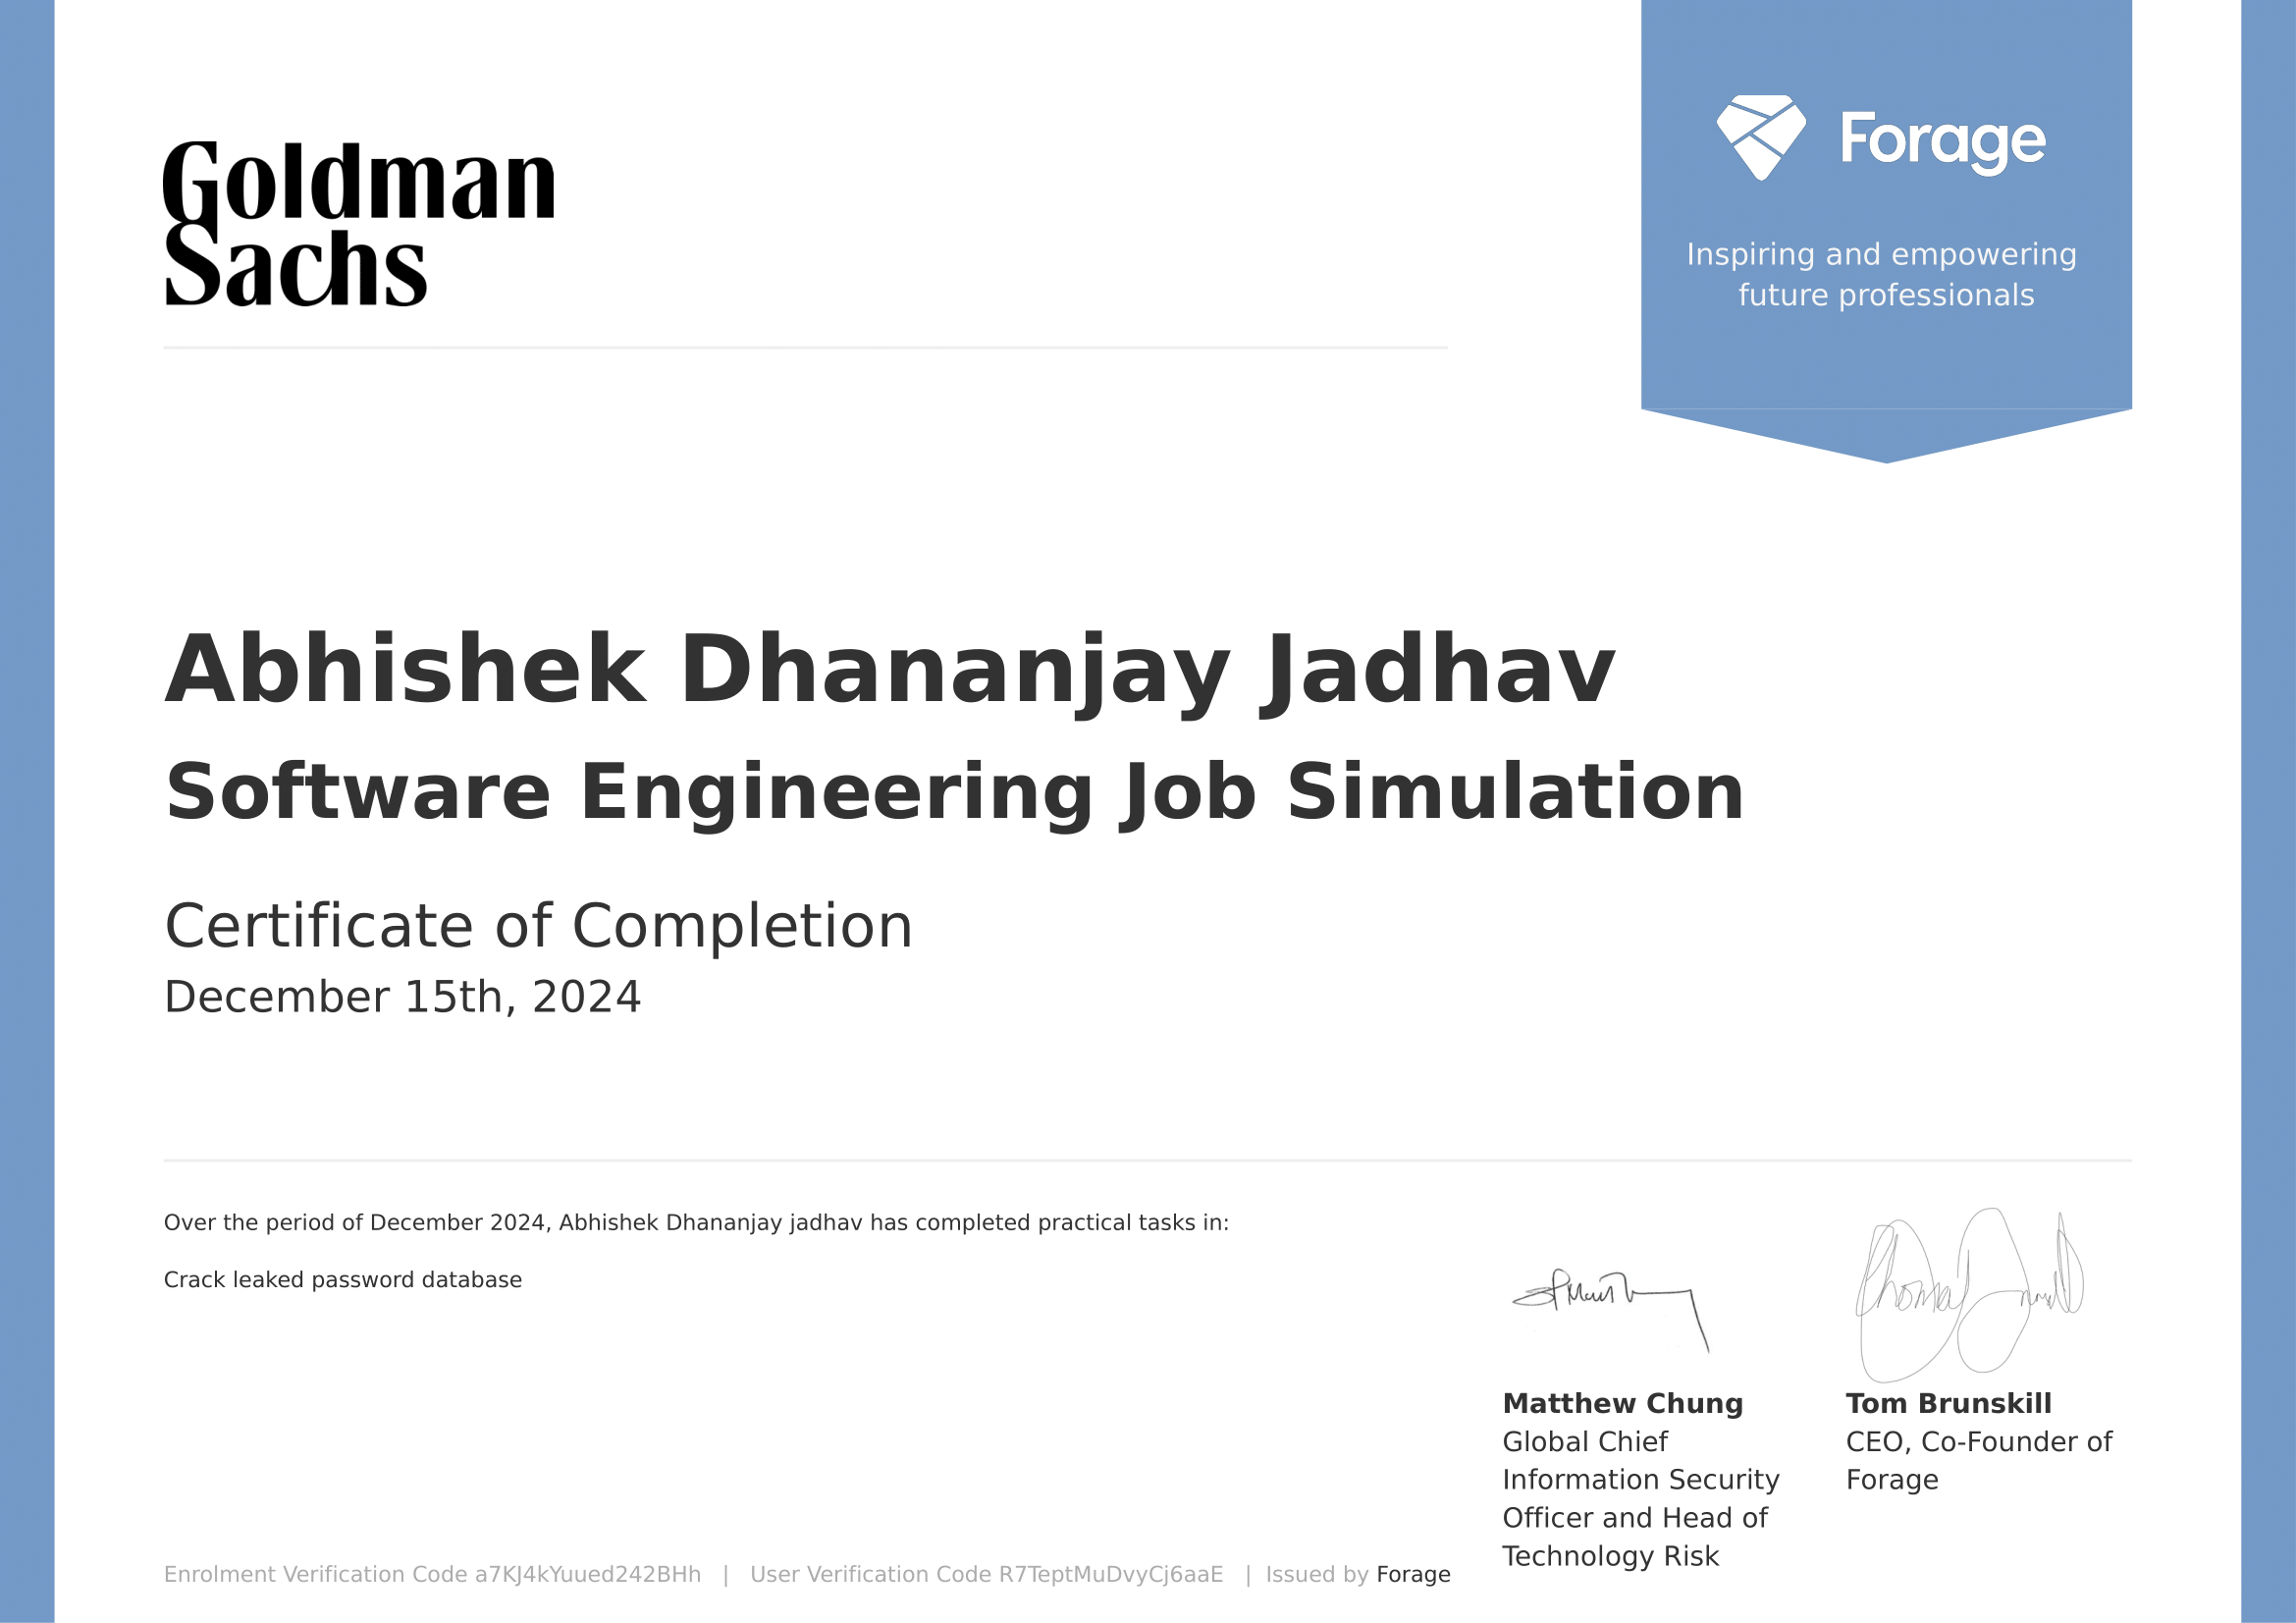 Goldman
Sachs
Forage
Inspiring and empowering
future professionals
Abhishek Dhananjay Jadhav
Software Engineering Job Simulation
Certificate of Completion
December 15th, 2024
Over the period of December 2024, Abhishek Dhananjay jadhav has completed practical tasks in:
Crack leaked password database
Matthew Chung
Global Chief
Information Security
Officer and Head of
Technology Risk
Tom Brunskill
CEO, Co-Founder of
Forage
Enrolment Verification Code a7KJ4kYuued242BHh | User Verification Code R7TeptMuDvyCj6aaE | Issued by Forage